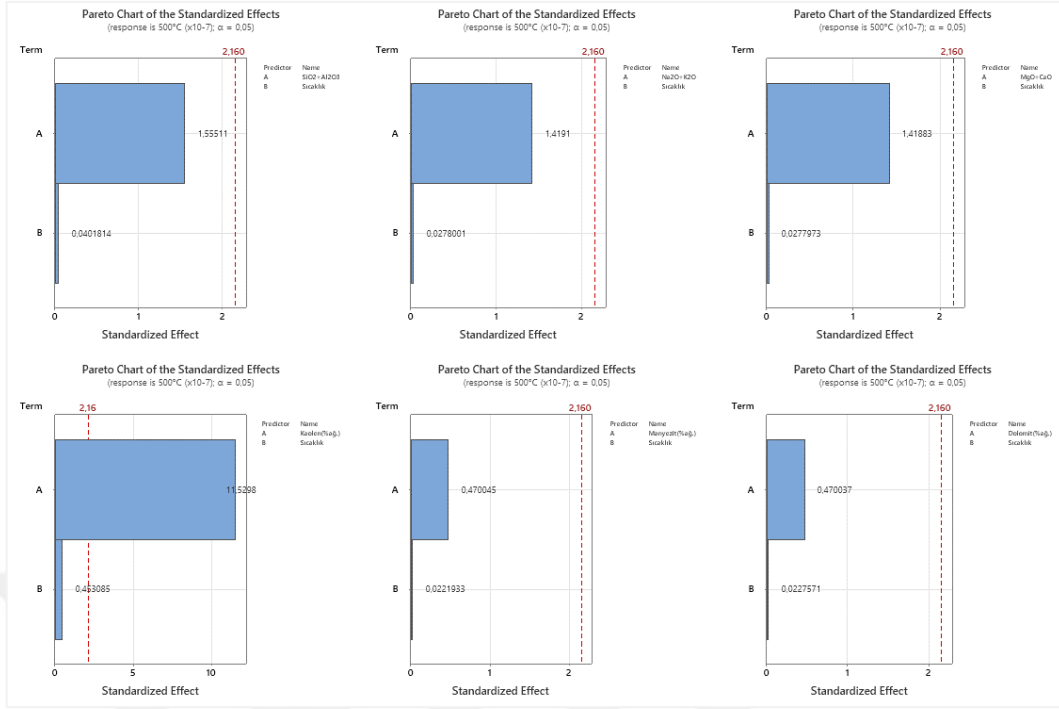 Pareto Chart of the Standardized Effects
(response is 500°C (x10-7); α = 0,05)
Term
2,160
Predictor Name
A SiO2+Al2O3
B Sıcaklık
A
1,55511
B
0,0401814
0 1 2
Standardized Effect
Pareto Chart of the Standardized Effects
(response is 500°C (x10-7); α = 0,05)
Term
2,160
Predictor Name
A Na2O+K2O
B Sıcaklık
A
1,4191
B
0,0278001
0 1 2
Standardized Effect
Pareto Chart of the Standardized Effects
(response is 500°C (x10-7); α = 0,05)
Term
2,160
Predictor Name
A MgO+CaO
B Sıcaklık
A
1,41883
B
0,0277973
0 1 2
Standardized Effect
Pareto Chart of the Standardized Effects
(response is 500°C (x10-7); α = 0,05)
Term
2,16
Predictor Name
A Kaolen(%ağ.)
B Sıcaklık
A
11,5298
B
0,453085
0 5 10
Standardized Effect
Pareto Chart of the Standardized Effects
(response is 500°C (x10-7); α = 0,05)
Term
2,160
Predictor Name
A Manyezit(%ağ.)
B Sıcaklık
A
0,470045
B
0,0221933
0 1 2
Standardized Effect
Pareto Chart of the Standardized Effects
(response is 500°C (x10-7); α = 0,05)
Term
2,160
Predictor Name
A Dolomit(%ağ.)
B Sıcaklık
A
0,470037
B
0,0227571
0 1 2
Standardized Effect